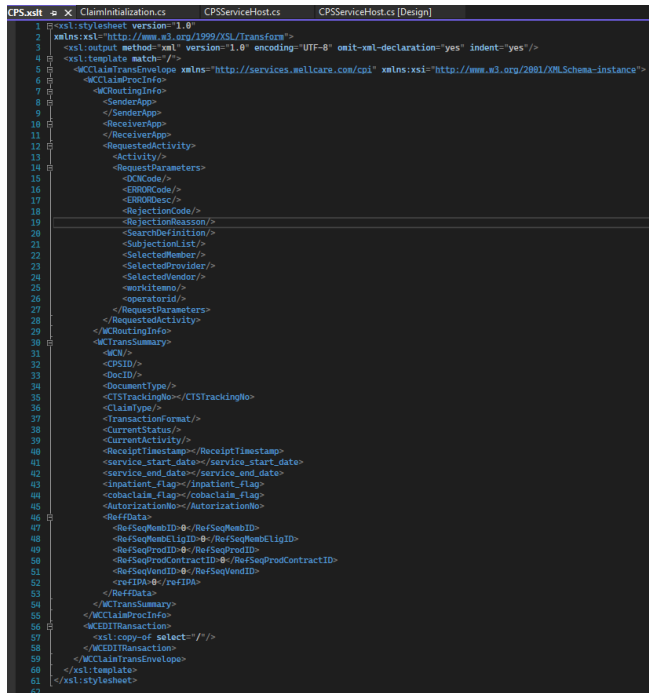 CPS.xslt ClaimInitialization.cs CPSServiceHost.cs CPSServiceHost.cs [Design]
1 <xsl:stylesheet version="1.0"
2 xmlns:xsl="http://www.w3.org/1999/XSL/Transform">
3 <xsl:output method="xml" version="1.0" encoding="UTF-8" omit-xml-declaration="yes" indent="yes"/>
4 <xsl:template match="/">
5 <WCClaimTransEnvelope xmlns="http://services.wellcare.com/cpi" xmlns:xsi="http://www.w3.org/2001/XMLSchema-instance">
6 <WCClaimProcInfo>
7 <WCRoutingInfo>
8 <SenderApp>
9 </SenderApp>
10 <ReceiverApp>
11 </ReceiverApp>
12 <RequestedActivity>
13 <Activity/>
14 <RequestParameters>
15 <DCNCode/>
16 <ERRORCode/>
17 <ERRORDesc/>
18 <RejectionCode/>
19 <RejectionReasson/>
20 <SearchDefinition/>
21 <SubjectionList/>
22 <SelectedMember/>
23 <SelectedProvider/>
24 <SelectedVendor/>
25 <workitemno/>
26 <operatorid/>
27 </RequestParameters>
28 </RequestedActivity>
29 </WCRoutingInfo>
30 <WCTransSummary>
31 <WCN/>
32 <CPSID/>
33 <DocID/>
34 <DocumentType/>
35 <CTSTrackingNo></CTSTrackingNo>
36 <ClaimType/>
37 <TransactionFormat/>
38 <CurrentStatus/>
39 <CurrentActivity/>
40 <ReceiptTimestamp></ReceiptTimestamp>
41 <service_start_date></service_start_date>
42 <service_end_date></service_end_date>
43 <inpatient_flag></inpatient_flag>
44 <cobaclaim_flag></cobaclaim_flag>
45 <AutorizationNo></AutorizationNo>
46 <ReffData>
47 <RefSeqMembID>0</RefSeqMembID>
48 <RefSeqMembEligID>0</RefSeqMembEligID>
49 <RefSeqProdID>0</RefSeqProdID>
50 <RefSeqProdContractID>0</RefSeqProdContractID>
51 <RefSeqVendID>0</RefSeqVendID>
52 <refIPA>0</refIPA>
53 </ReffData>
54 </WCTransSummary>
55 </WCClaimProcInfo>
56 <WCEDITRansaction>
57 <xsl:copy-of select="/"/>
58 </WCEDITRansaction>
59 </WCClaimTransEnvelope>
60 </xsl:template>
61 </xsl:stylesheet>
62